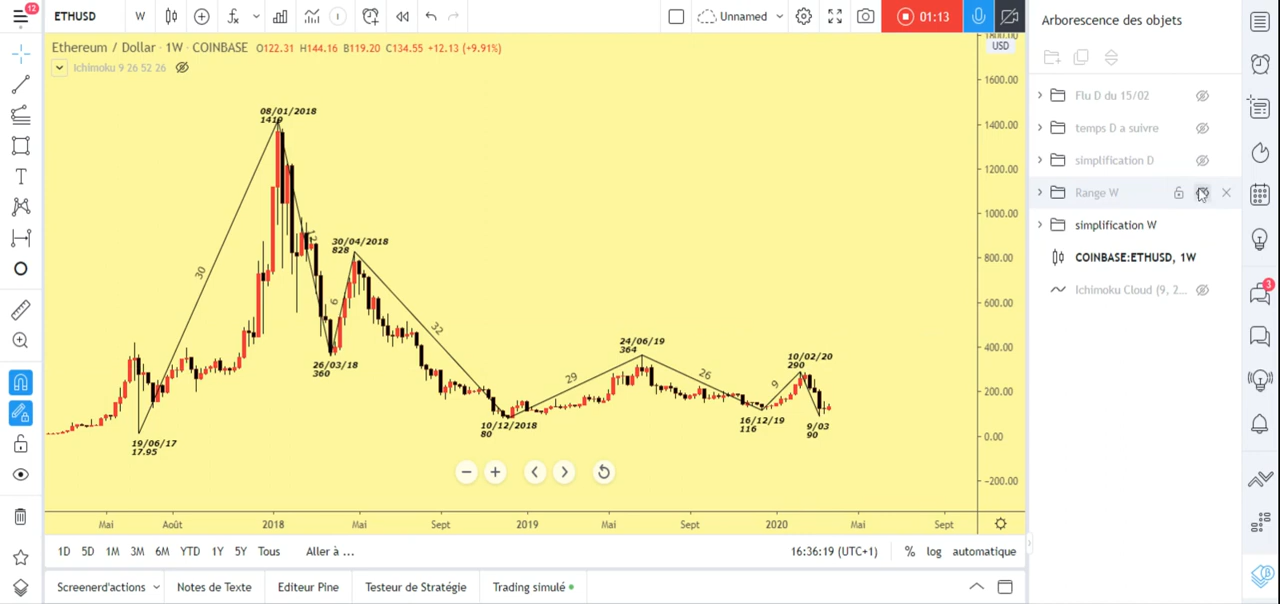 12
ETHUSD
W
Unnamed
01:13
Arborescence des objets
Ethereum / Dollar · 1W · COINBASE O122.31 H144.16 B119.20 C134.55 +12.13 (+9.91%)
Ichimoku 9 26 52 26
USD
1800.00
1600.00
1400.00
1200.00
1000.00
800.00
600.00
400.00
200.00
0.00
−200.00
08/01/2018
1419
30
12
30/04/2018
828
9
26/03/18
360
32
19/06/17
17.95
10/12/2018
80
29
24/06/19
364
26
16/12/19
116
9
10/02/20
290
9/03
90
Mai
Août
2018
Mai
Sept
2019
Mai
Sept
2020
Mai
Sept
Flu D du 15/02
temps D a suivre
simplification D
Range W
simplification W
COINBASE:ETHUSD, 1W
Ichimoku Cloud (9, 2...
3
1D 5D 1M 3M 6M YTD 1Y 5Y Tous Aller à ...
16:36:19 (UTC+1) % log automatique
Screenerd'actions Notes de Texte Editeur Pine Testeur de Stratégie Trading simulé